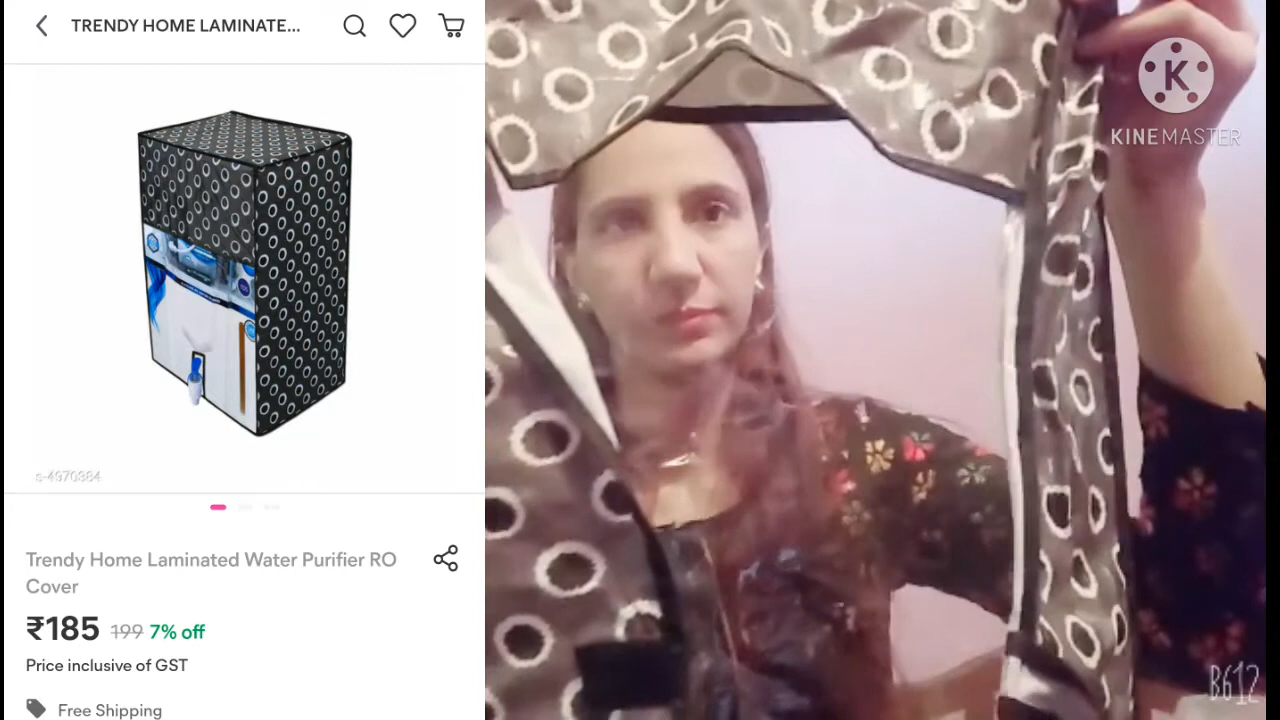 TRENDY HOME LAMINATE...
s-4970384
Trendy Home Laminated Water Purifier RO
Cover
₹185 199 7% off
Price inclusive of GST
Free Shipping
K
KINEMASTER
B612